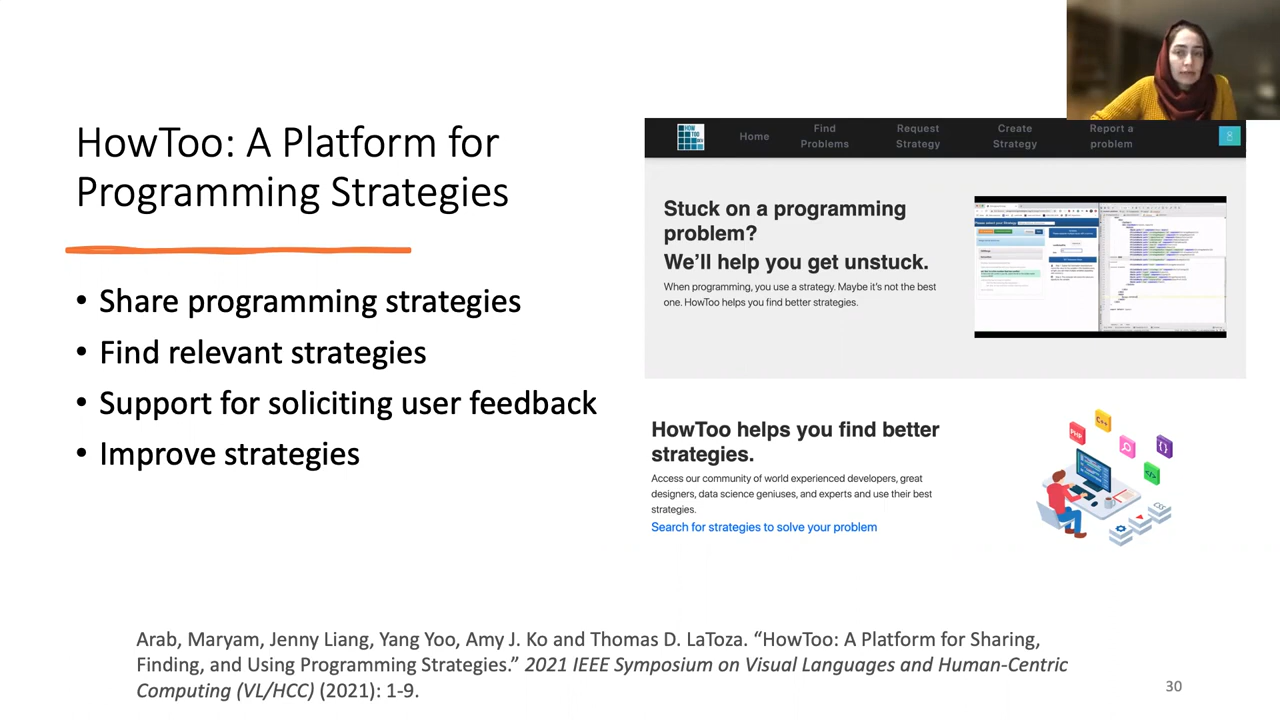 HowToo: A Platform for
Programming Strategies
• Share programming strategies
• Find relevant strategies
• Support for soliciting user feedback
• Improve strategies
HOW
TOO
Home
Find
Problems
Request
Strategy
Create
Strategy
Report a
problem
Stuck on a programming
problem?
We’ll help you get unstuck.
When programming, you use a strategy. Maybe it's not the best
one. HowToo helps you find better strategies.
HowToo helps you find better
strategies.
Access our community of world experienced developers, great
designers, data science geniuses, and experts and use their best
strategies.
Search for strategies to solve your problem
PHP
C++
{}
</>
CSS
Arab, Maryam, Jenny Liang, Yang Yoo, Amy J. Ko and Thomas D. LaToza. “HowToo: A Platform for Sharing,
Finding, and Using Programming Strategies.” 2021 IEEE Symposium on Visual Languages and Human-Centric
Computing (VL/HCC) (2021): 1-9.
30